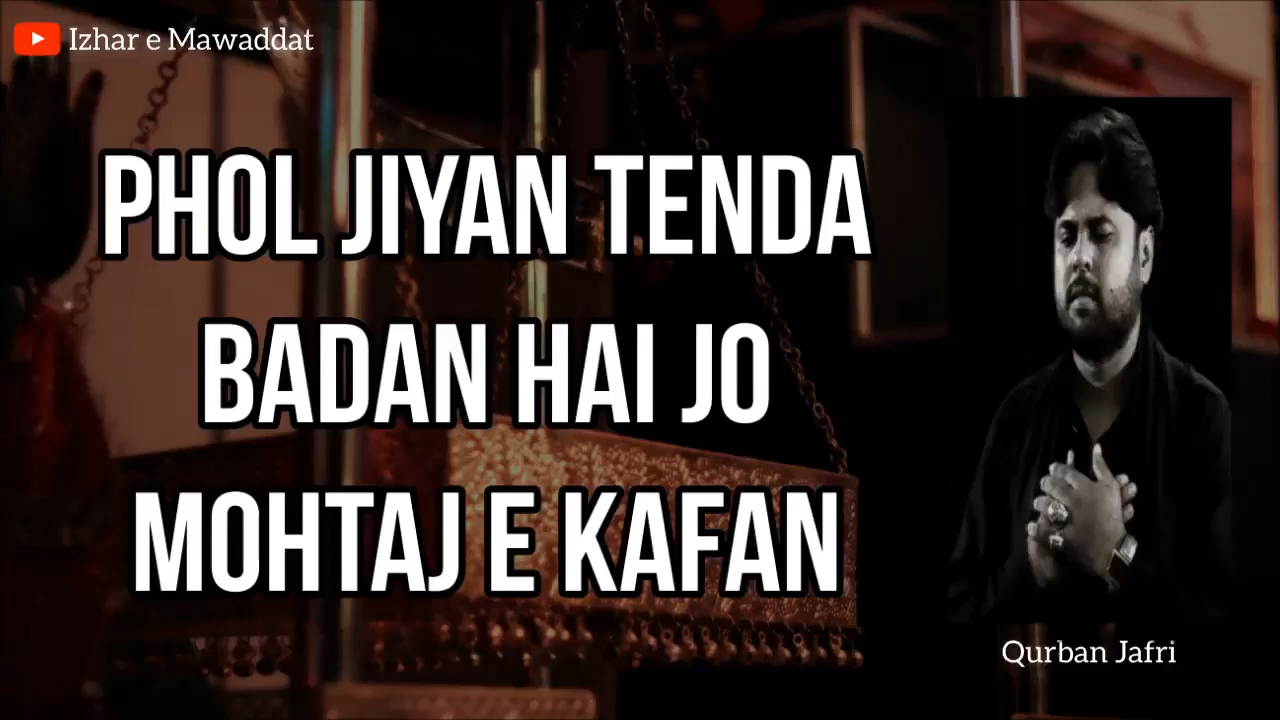 Izhar e Mawaddat
PHOL JIYAN TENDA
BADAN HAI JO
MOHTAJ E KAFAN
Qurban Jafri